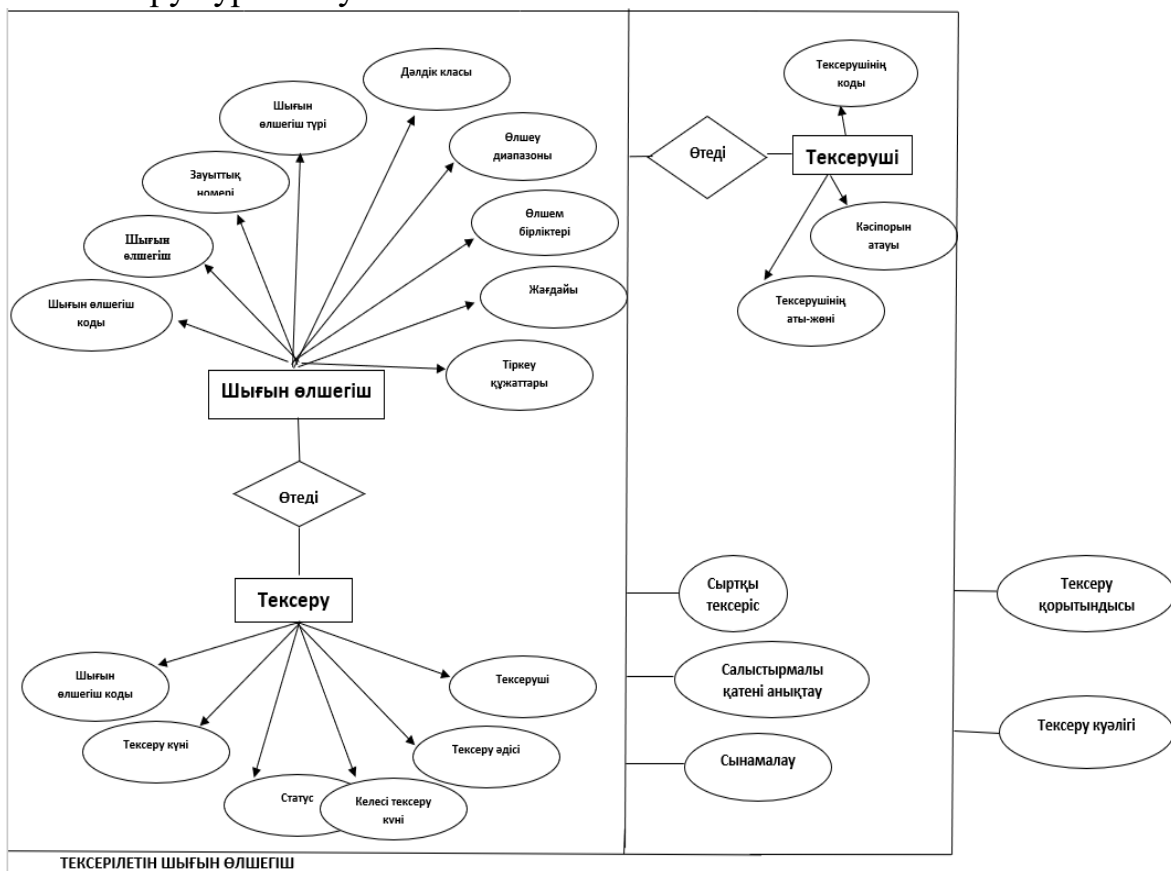 Дәлдік класы
Шығын
өлшегіш түрі
Зауыттық
номері
Шығын
өлшегіш
Шығын өлшегіш
коды
Өлшеу
диапазоны
Өлшем
бірліктері
Жағдайы
Тіркеу
құжаттары
Шығын өлшегіш
Өтеді
Тексеру
Шығын
өлшегіш коды
Тексеру күні
Статус
Келесі тексеру
күні
Тексеру әдісі
Тексеруші
Тексерушінің
коды
Өтеді
Тексеруші
Кәсіпорын
атауы
Тексерушінің
аты-жөні
Сыртқы
тексеріс
Салыстырмалы
қатені анықтау
Сынамалау
Тексеру
қорытындысы
Тексеру куәлігі
ТЕКСЕРІЛЕТІН ШЫҒЫН ӨЛШЕГІШ